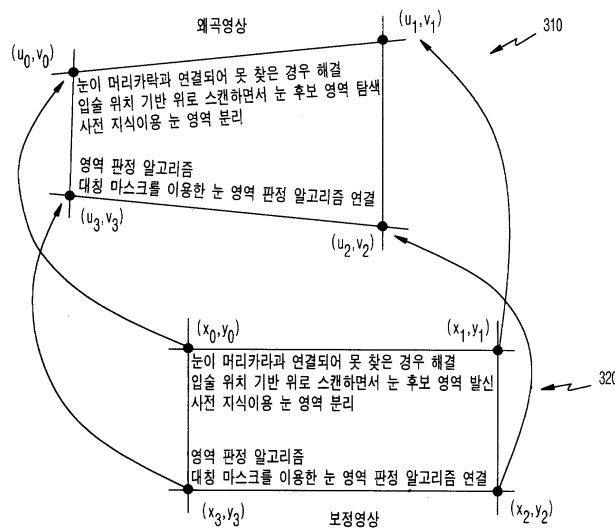 왜곡영상
(u₀,v₀)
(u₁,v₁)
310
눈이 머리카락과 연결되어 못 찾은 경우 해결
입술 위치 기반 위로 스캔하면서 눈 후보 영역 탐색
사전 지식이용 눈 영역 분리
영역 판정 알고리즘
대칭 마스크를 이용한 눈 영역 판정 알고리즘 연결
(u₃,v₃)
(u₂,v₂)
(x₀,y₀)
(x₁,y₁)
눈이 머리카라과 연결되어 못 찾은 경우 해결
입술 위치 기반 위로 스캔하면서 눈 후보 영역 발신
320
사전 지식이용 눈 영역 분리
영역 판정 알고리즘
대칭 마스크를 이용한 눈 영역 판정 알고리즘 연결
(x₃,y₃)
(x₂,y₂)
보정영상